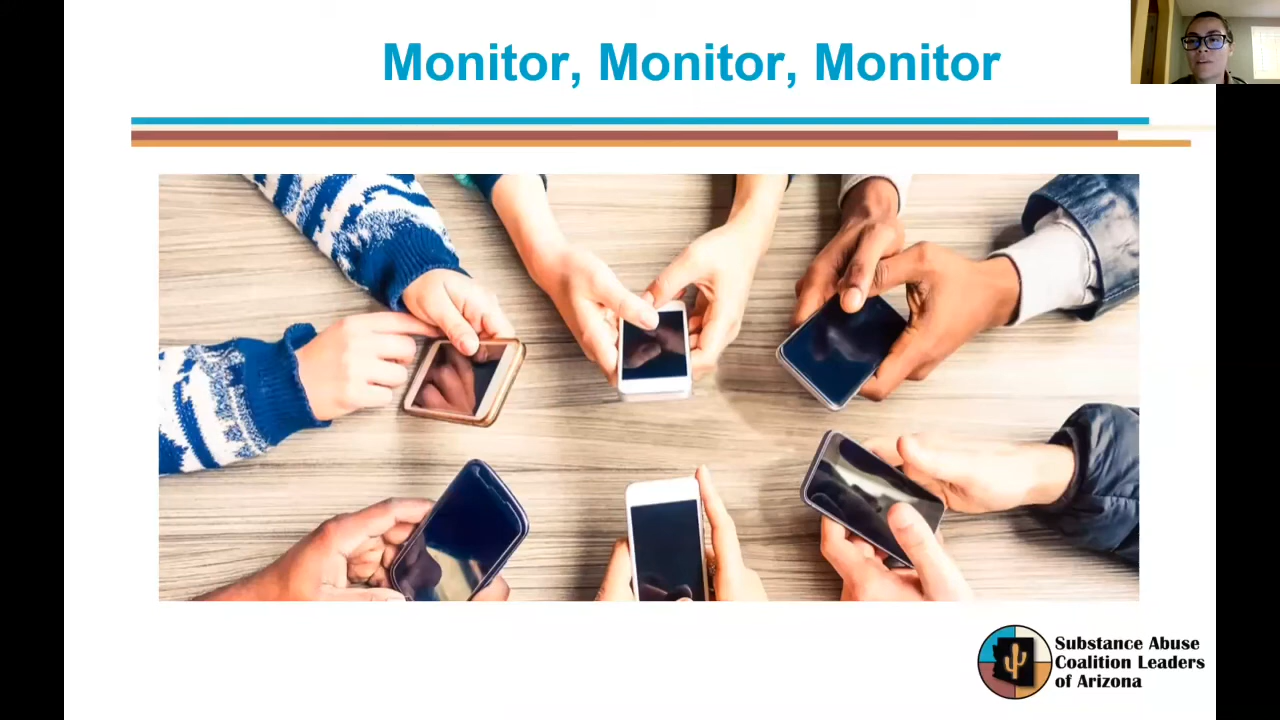 Monitor, Monitor, Monitor
Substance Abuse
Coalition Leaders
of Arizona